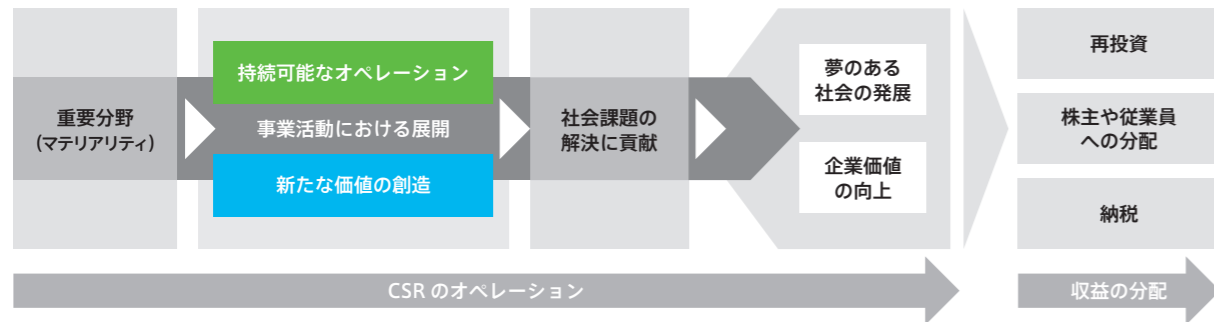 重要分野
(マテリアリティ)
持続可能なオペレーション
事業活動における展開
新たな価値の創造
社会課題の
解決に貢献
夢のある
社会の発展
企業価値
の向上
再投資
株主や従業員
への分配
納税
CSR のオペレーション
収益の分配